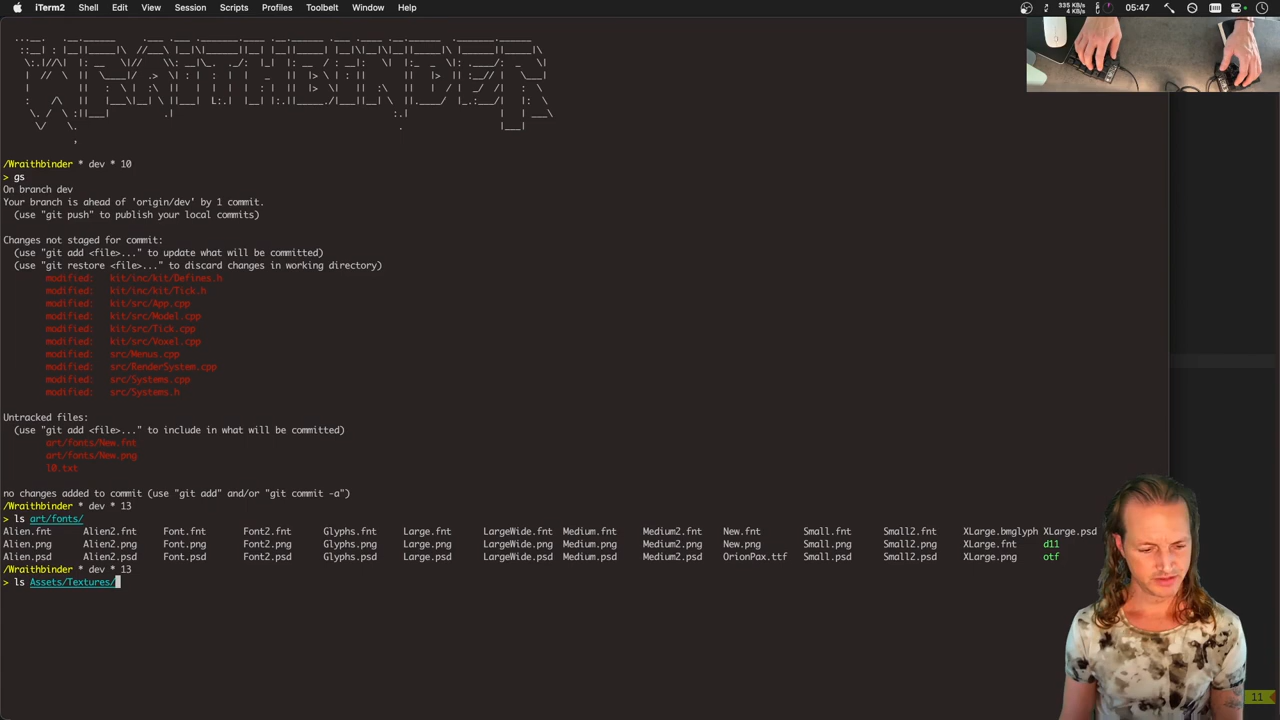 iTerm2 Shell Edit View Session Scripts Profiles Toolbelt Window Help 335 KB/s 4 KB/s 05:47
/Wraithbinder * dev * 10
> gs
On branch dev
Your branch is ahead of 'origin/dev' by 1 commit.
(use "git push" to publish your local commits)
Changes not staged for commit:
(use "git add <file>..." to update what will be committed)
(use "git restore <file>..." to discard changes in working directory)
modified: kit/inc/kit/Defines.h
modified: kit/inc/kit/Tick.h
modified: kit/src/App.cpp
modified: kit/src/Model.cpp
modified: kit/src/Tick.cpp
modified: kit/src/Voxel.cpp
modified: src/Menus.cpp
modified: src/RenderSystem.cpp
modified: src/Systems.cpp
modified: src/Systems.h
Untracked files:
(use "git add <file>..." to include in what will be committed)
art/fonts/New.fnt
art/fonts/New.png
10.txt
no changes added to commit (use "git add" and/or "git commit -a")
/Wraithbinder * dev * 13
> ls art/fonts/
Alien.fnt Alien2.fnt Font.fnt Font2.fnt Glyphs.fnt Large.fnt LargeWide.fnt Medium.fnt Medium2.fnt New.fnt Small.fnt Small2.fnt XLarge.bmglyph XLarge.psd
Alien.png Alien2.png Font.png Font2.png Glyphs.png Large.png LargeWide.png Medium.png Medium2.png New.png Small.png Small2.png XLarge.fnt d11
Alien.psd Alien2.psd Font.psd Font2.psd Glyphs.psd Large.psd LargeWide.psd Medium.psd Medium2.psd OrionPax.ttf Small.psd Small2.psd XLarge.png otf
/Wraithbinder * dev * 13
> ls Assets/Textures/
11